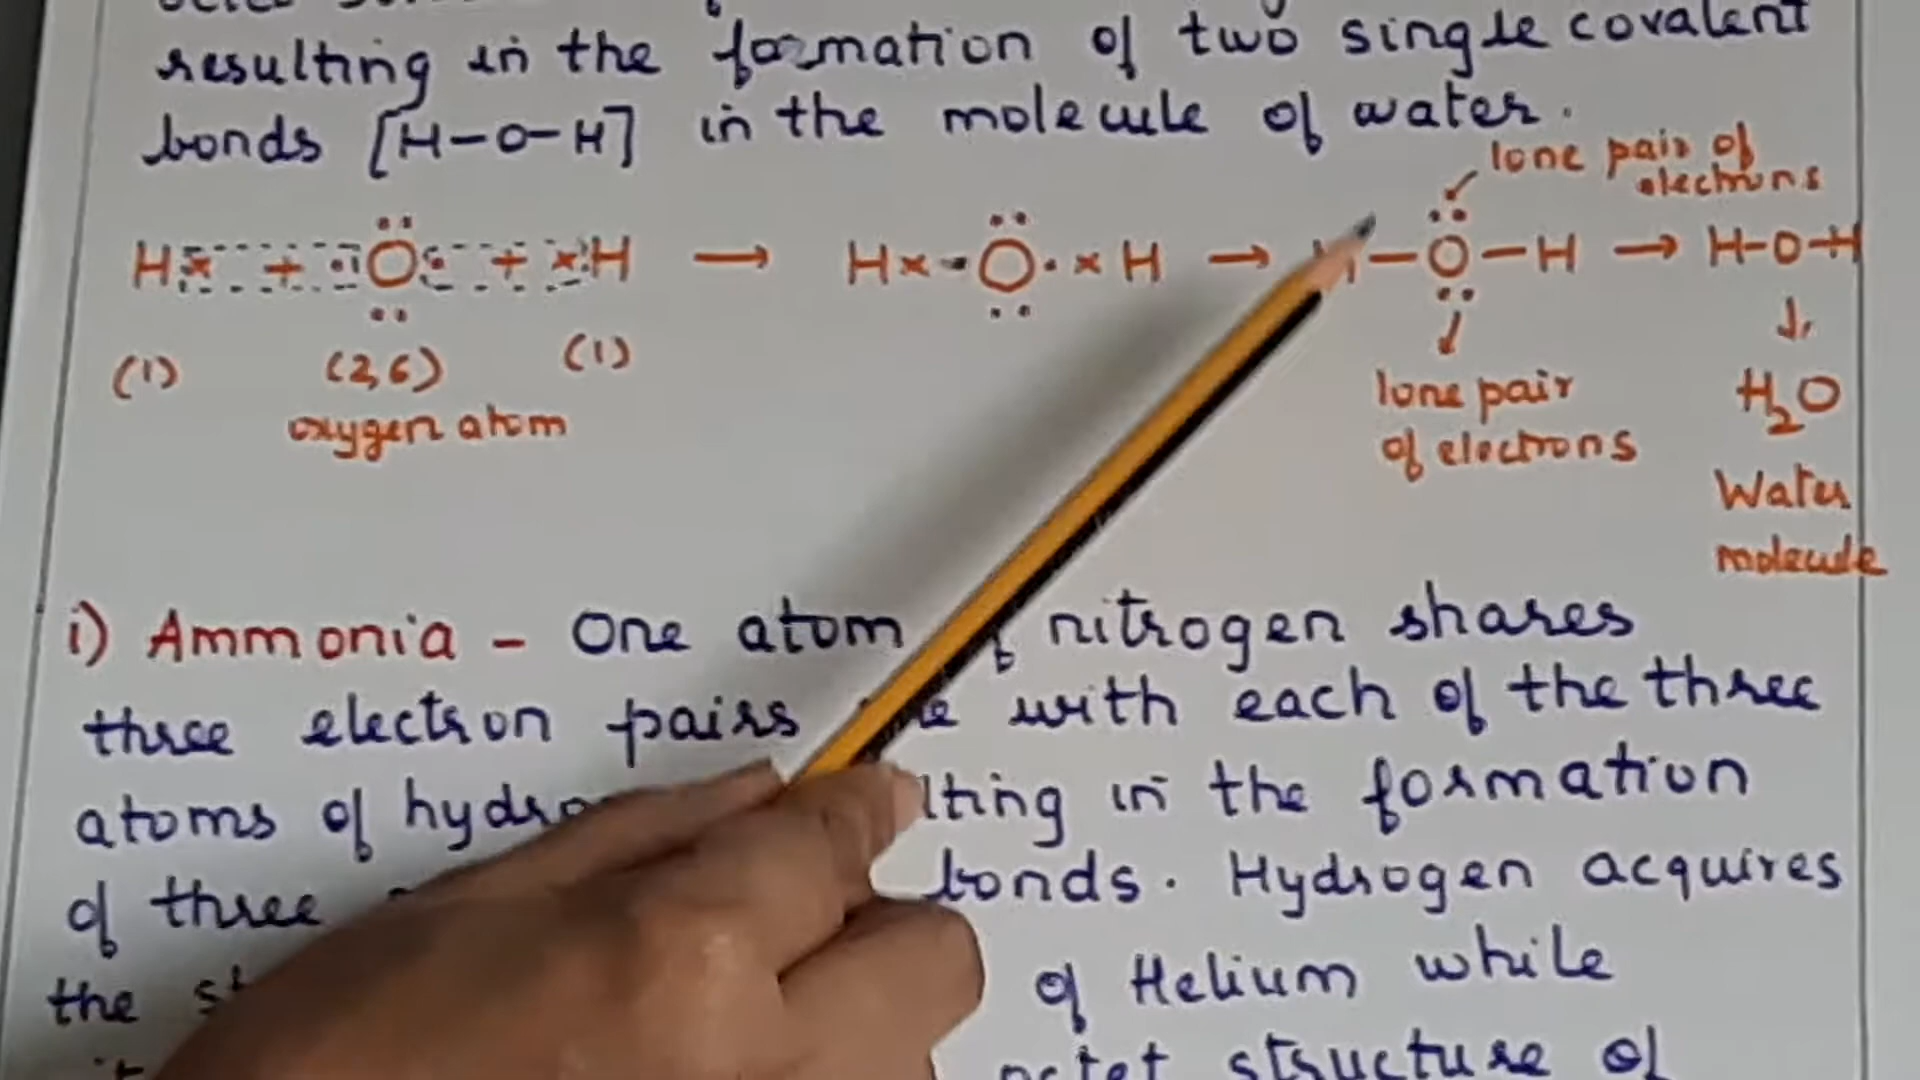 resulting in the formation of two single covalent
bonds [H-O-H] in the molecule of water.
lone pair of
electrons
H× + ·O· + ×H → H×·O·×H → –O–H → H-O-H
(1) (2,6) (1)
oxygen atom
lone pair
of electrons
H₂O
Water
molecule
i) Ammonia - One atom nitrogen shares
three electron pairs with each of the three
atoms of in the formation
of three bonds. Hydrogen acquires
the of Helium while
octet structure of